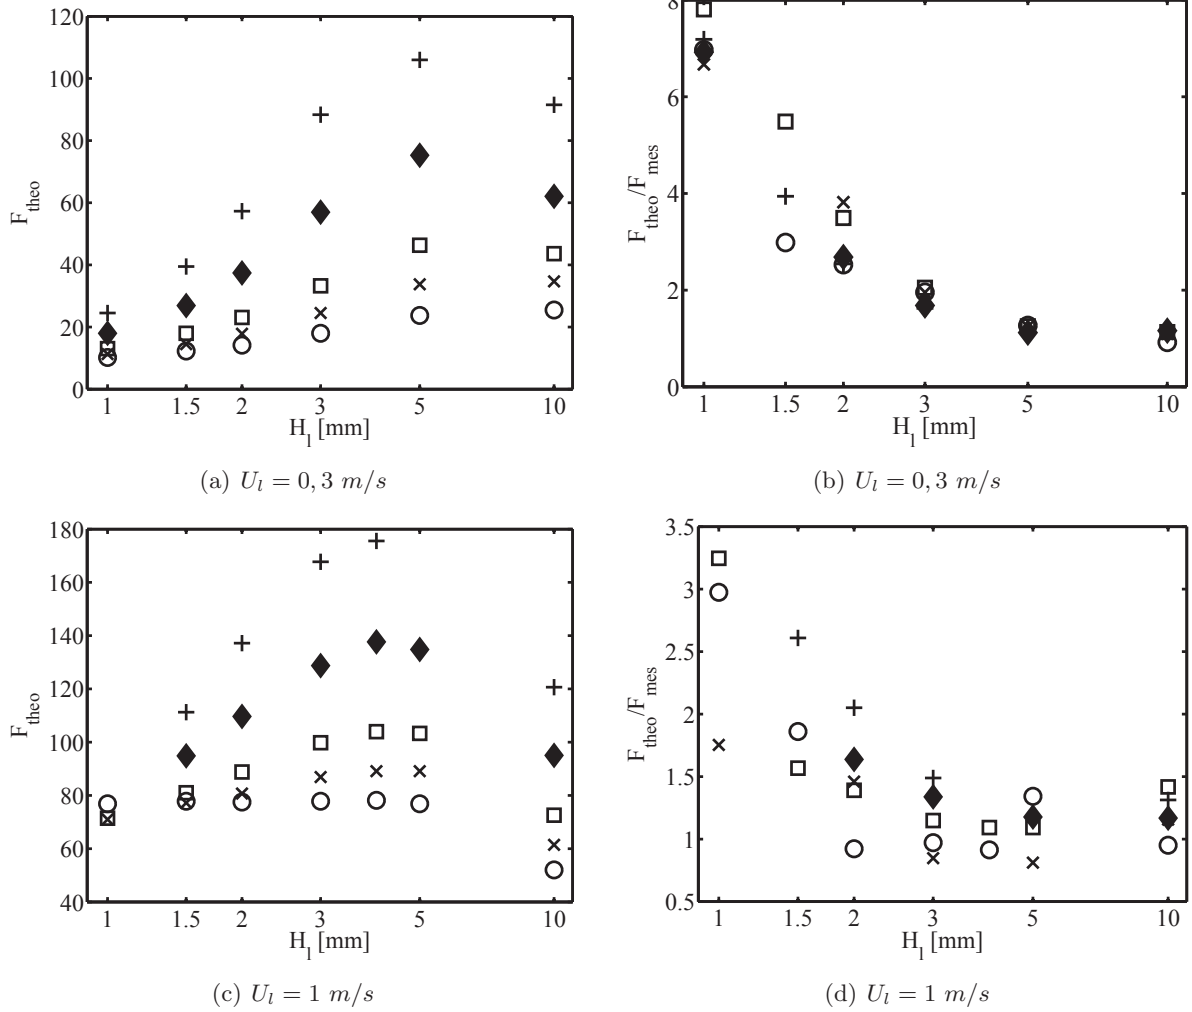 120
100
80
60
40
20
0
F_theo
1 1.5 2 3 5 10
H_l [mm]
(a) U_l = 0, 3 m/s
8
6
4
2
0
F_theo/F_mes
1 1.5 2 3 5 10
H_l [mm]
(b) U_l = 0, 3 m/s
180
160
140
120
100
80
60
40
F_theo
1 1.5 2 3 5 10
H_l [mm]
(c) U_l = 1 m/s
3.5
3
2.5
2
1.5
1
0.5
F_theo/F_mes
1 1.5 2 3 5 10
H_l [mm]
(d) U_l = 1 m/s